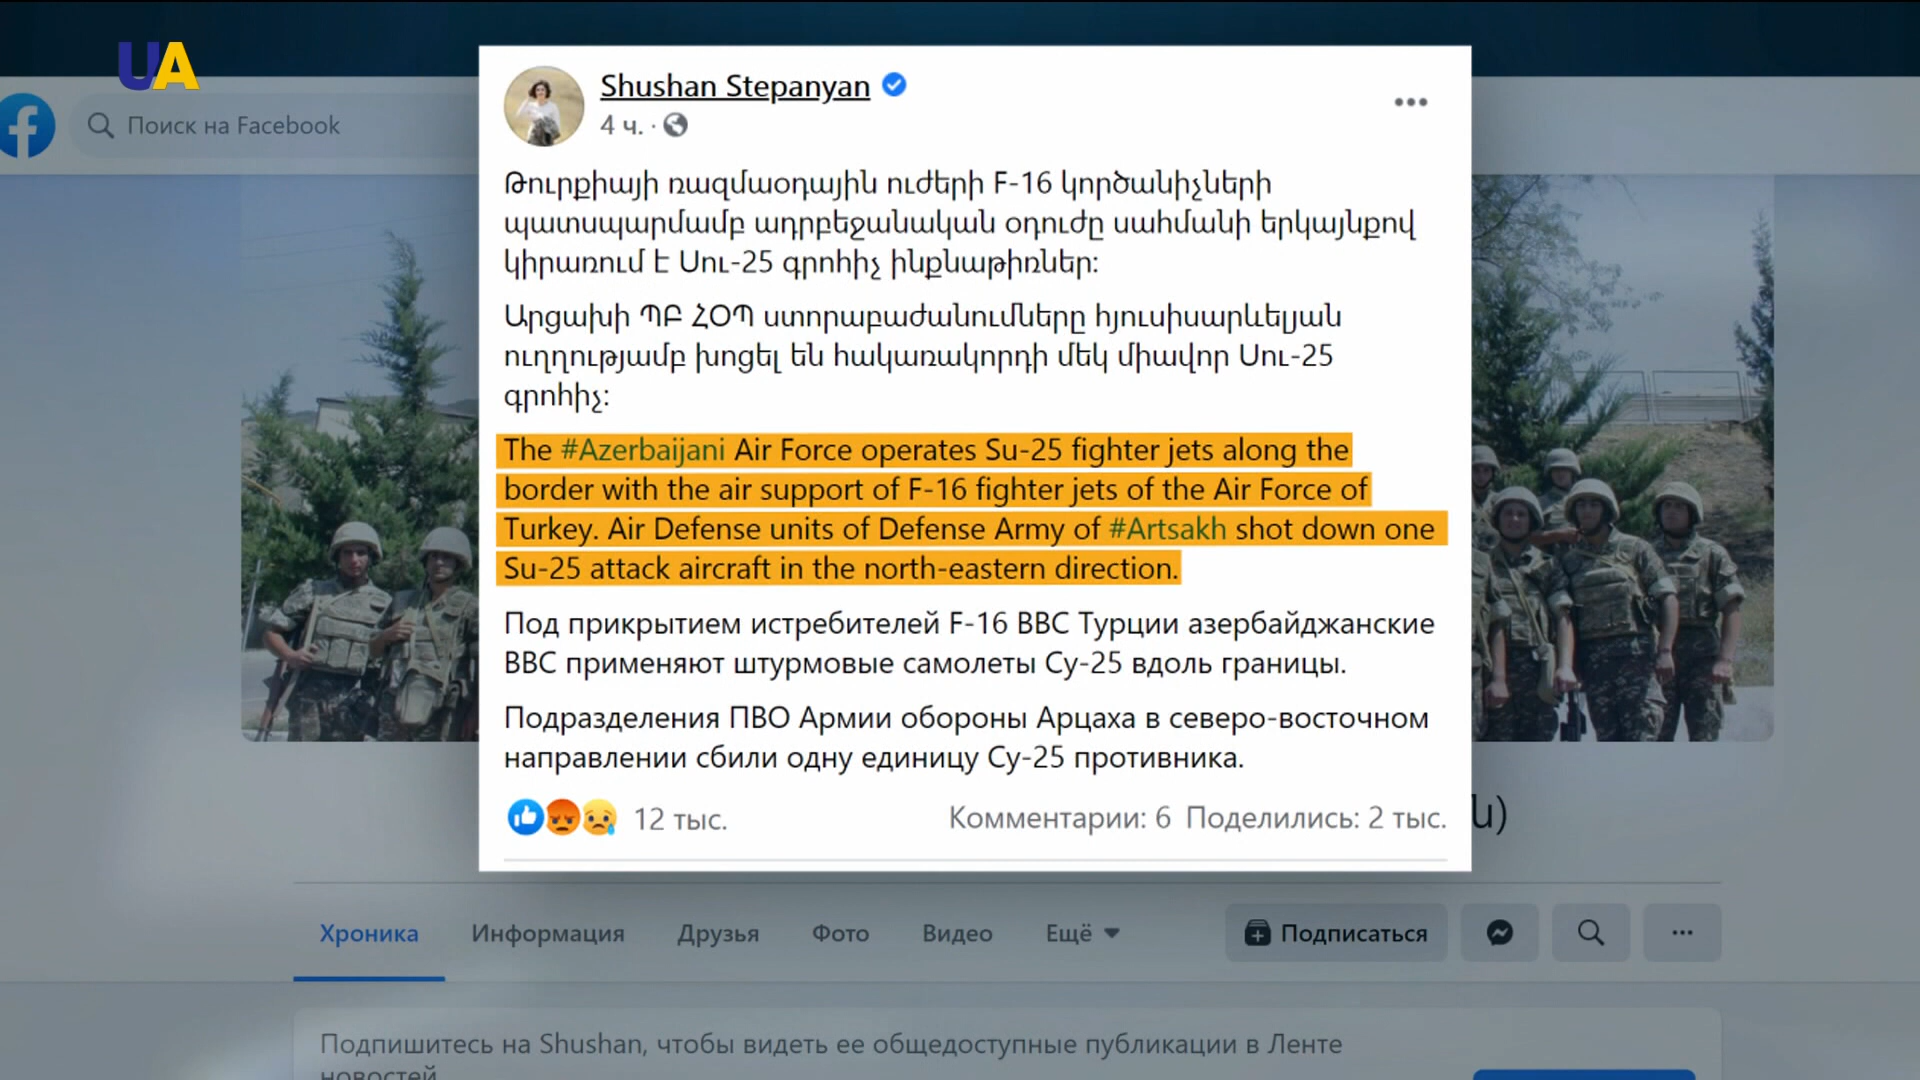 UA
Поиск на Facebook
Shushan Stepanyan
4 ч. ·
Թուրքիայի ռազմաօդային ուժերի F-16 կործանիչների
պատսպարմամբ ադրբեջանական օդուժը սահմանի երկայնքով
կիրառում է Սու-25 գրոհիչ ինքնաթիռներ:
Արցախի ՊԲ ՀՕՊ ստորաբաժանումները հյուսիսարևելյան
ուղղությամբ խոցել են հակառակորդի մեկ միավոր Սու-25
գրոհիչ:
The #Azerbaijani Air Force operates Su-25 fighter jets along the
border with the air support of F-16 fighter jets of the Air Force of
Turkey. Air Defense units of Defense Army of #Artsakh shot down one
Su-25 attack aircraft in the north-eastern direction.
Под прикрытием истребителей F-16 ВВС Турции азербайджанские
ВВС применяют штурмовые самолеты Су-25 вдоль границы.
Подразделения ПВО Армии обороны Арцаха в северо-восточном
направлении сбили одну единицу Су-25 противника.
12 тыс. Комментарии: 6 Поделились: 2 тыс.
Хроника Информация Друзья Фото Видео Ещё Подписаться
Подпишитесь на Shushan, чтобы видеть ее общедоступные публикации в Ленте
новостей